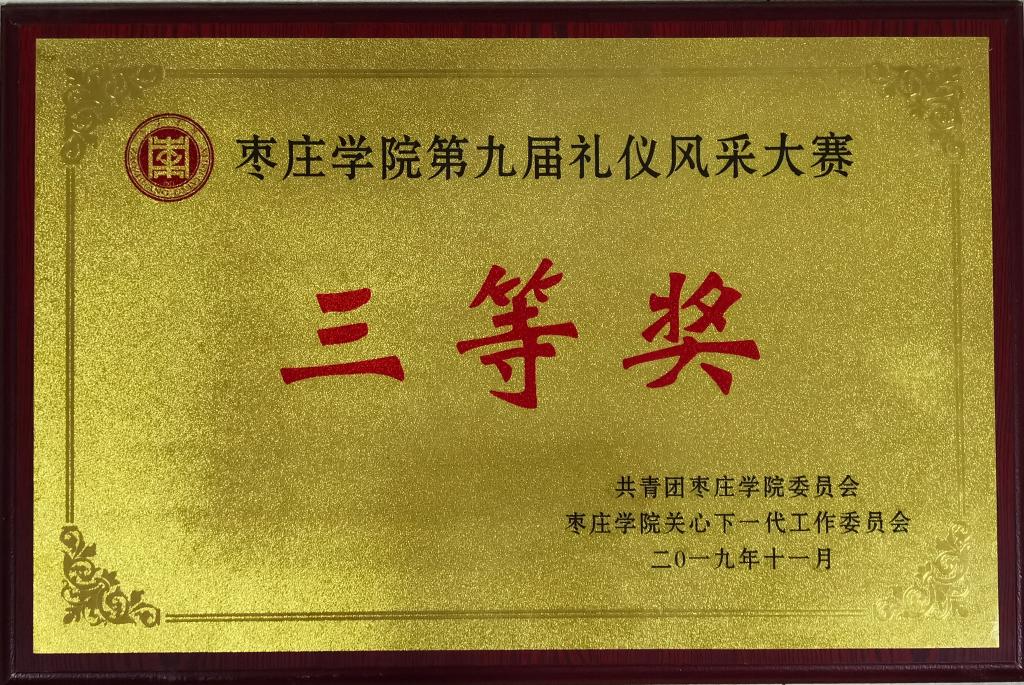 枣庄学院第九届礼仪风采大赛
三等奖
共青团枣庄学院委员会
枣庄学院关心下一代工作委员会
二0一九年十一月